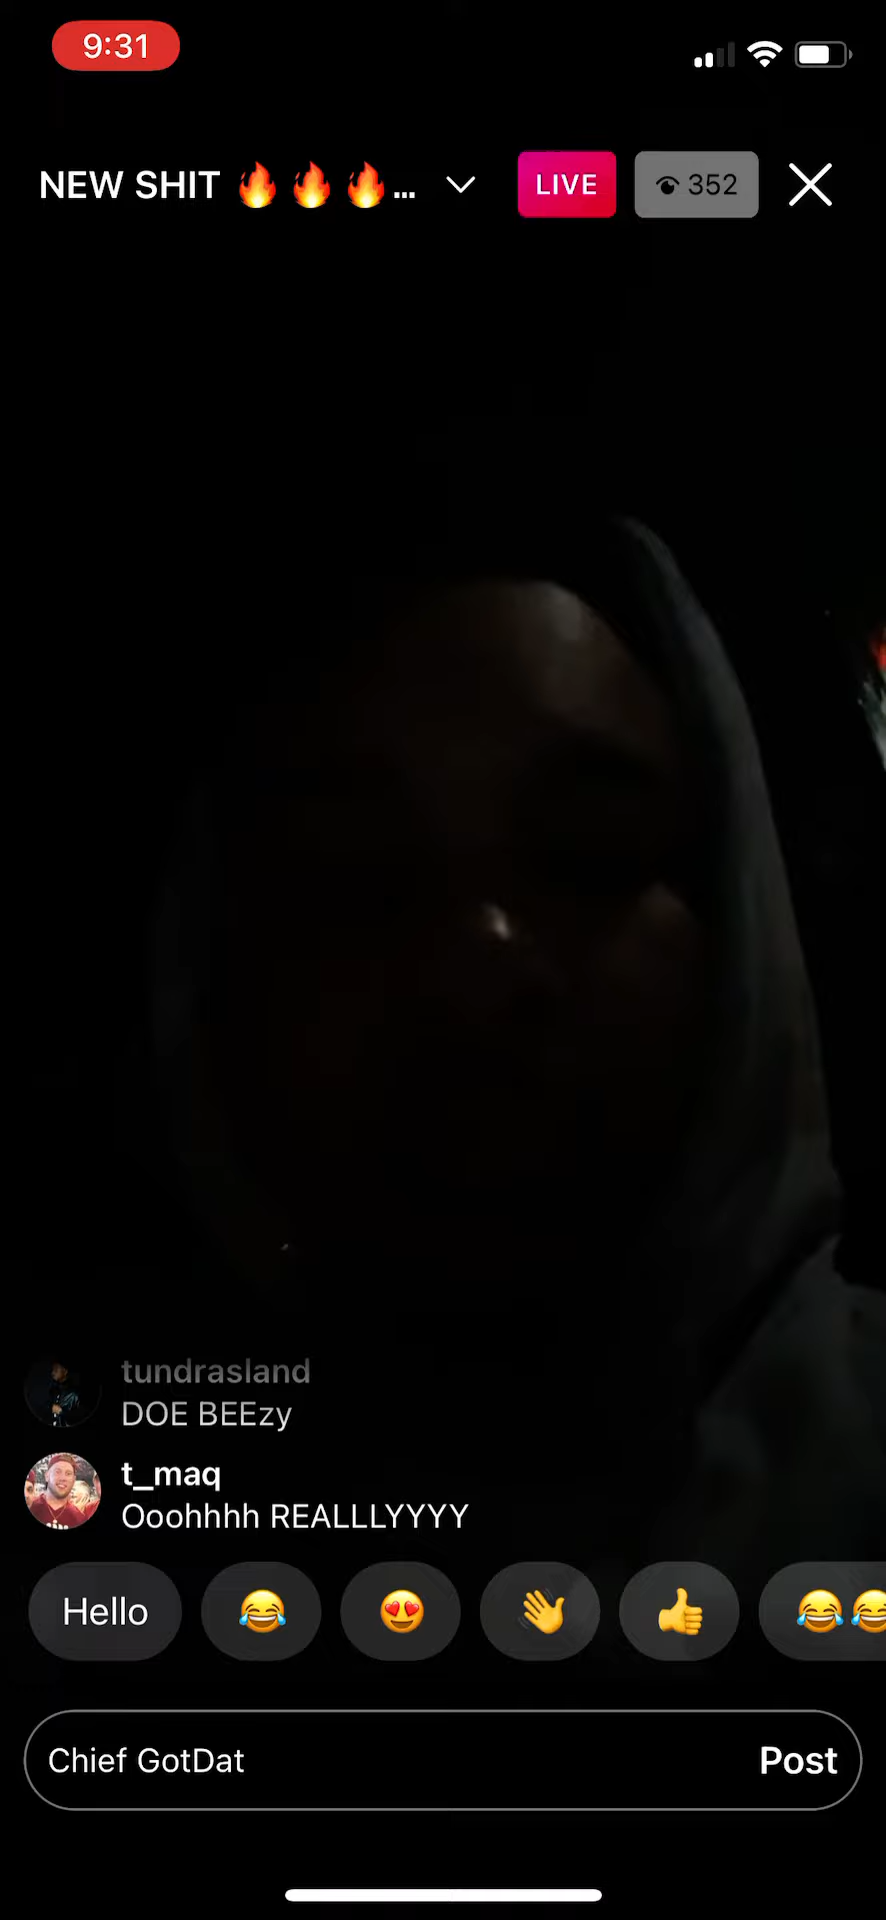 9:31
NEW SHIT 🔥 🔥 🔥 ...
LIVE
352
tundrasland
DOE BEEzy
t_maq
Ooohhhh REALLLYYYY
Hello 😂 😍 👋 👍 😂😂
Chief GotDat
Post